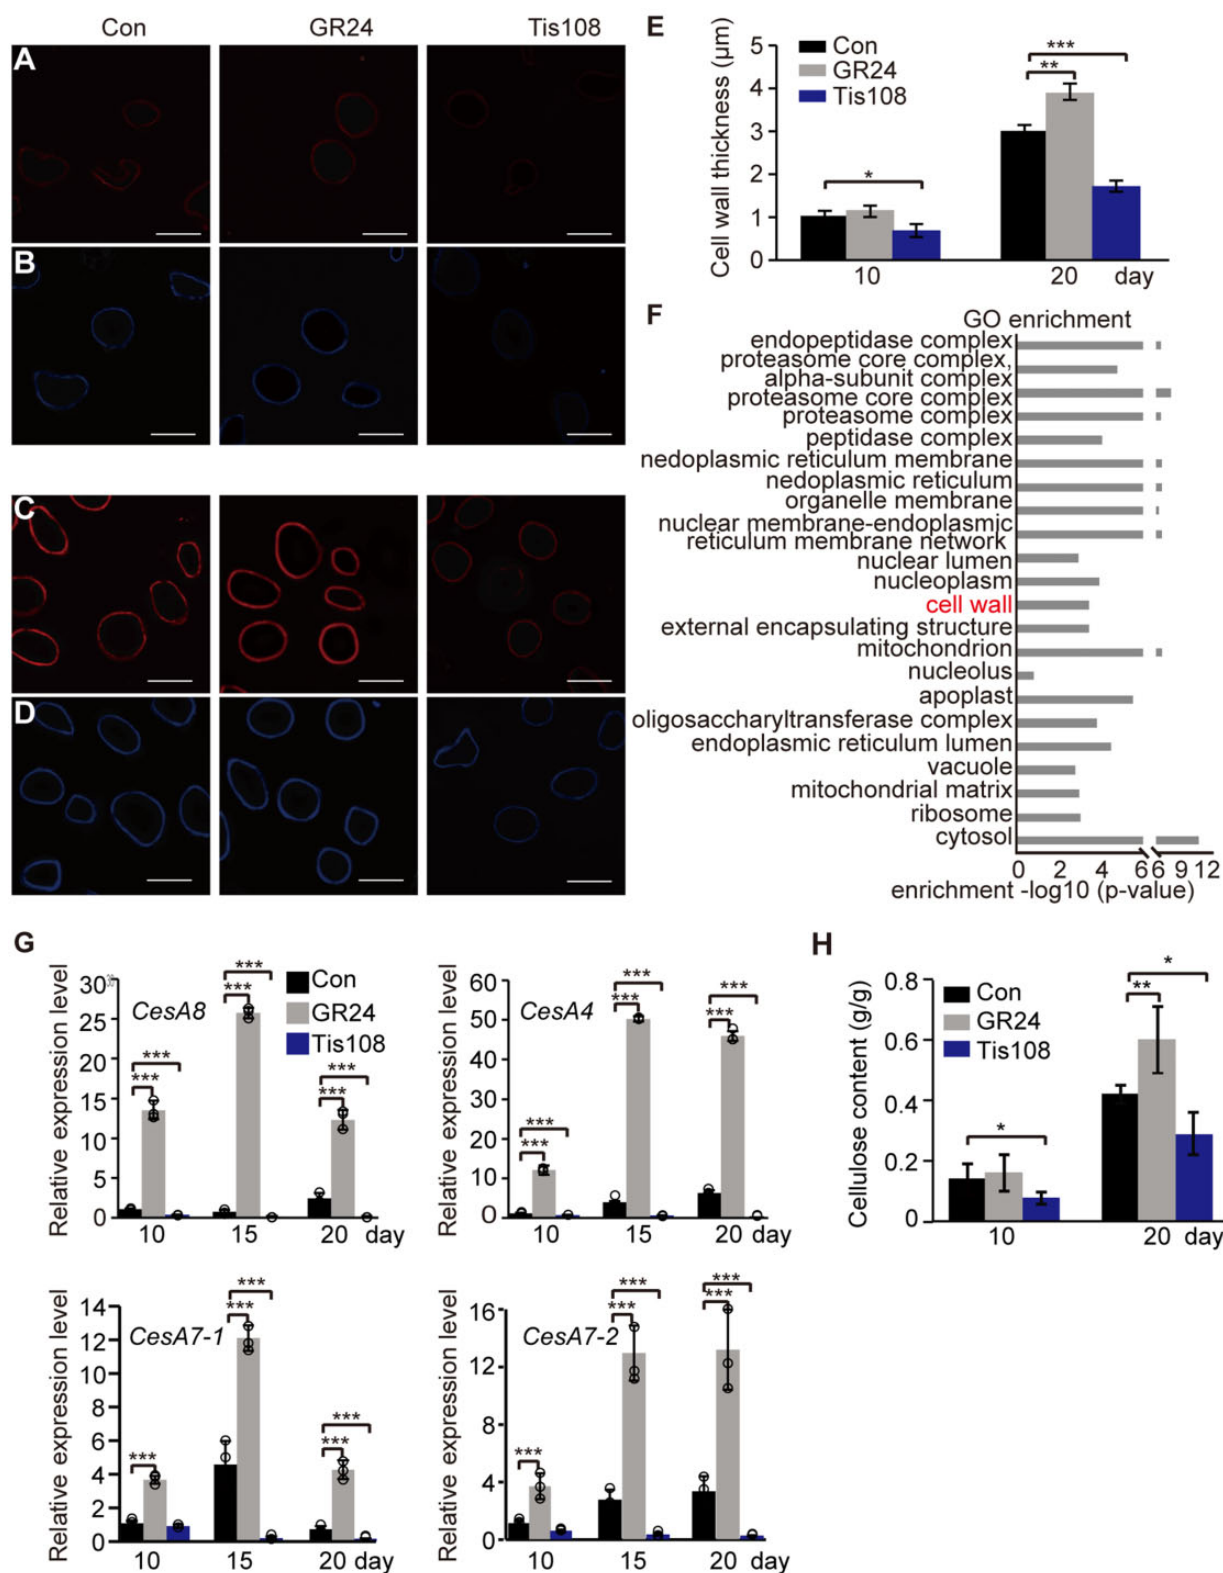 Con GR24 Tis108
A
B
C
D
E
Cell wall thickness (μm)
5
4
3
2
1
0
Con
GR24
Tis108
*
**
***
10 20 day
F
GO enrichment
endopeptidase complex
proteasome core complex,
alpha-subunit complex
proteasome core complex
proteasome complex
peptidase complex
nedoplasmic reticulum membrane
nedoplasmic reticulum
organelle membrane
nuclear membrane-endoplasmic
reticulum membrane network
nuclear lumen
nucleoplasm
cell wall
external encapsulating structure
mitochondrion
nucleolus
apoplast
oligosaccharyltransferase complex
endoplasmic reticulum lumen
vacuole
mitochondrial matrix
ribosome
cytosol
0 2 4 6 6 9 12
enrichment -log10 (p-value)
G
Relative expression level
30
25
20
15
10
5
0
CesA8
Con
GR24
Tis108
***
***
***
***
***
***
10 15 20 day
Relative expression level
60
50
40
30
20
10
0
CesA4
***
***
***
***
***
***
10 15 20 day
Relative expression level
14
12
10
8
6
4
2
0
CesA7-1
***
***
***
***
***
10 15 20 day
Relative expression level
16
12
8
4
0
CesA7-2
***
***
***
***
***
10 15 20 day
H
Cellulose content (g/g)
0.8
0.6
0.4
0.2
0
Con
GR24
Tis108
*
**
*
10 20 day